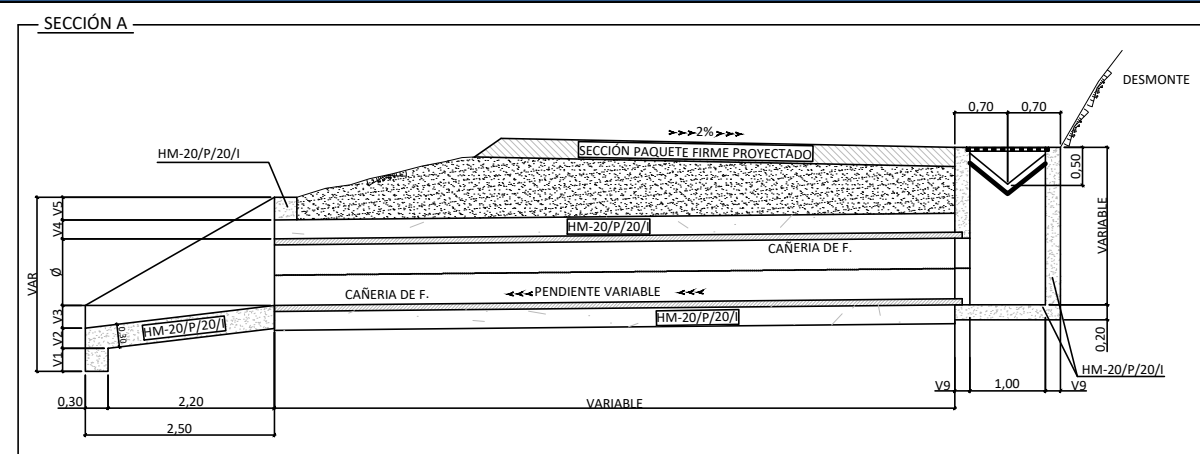 SECCIÓN A
DESMONTE
0,70
0,70
2%
HM-20/P/20/I
SECCIÓN PAQUETE FIRME PROYECTADO
0,50
V5
V4
HM-20/P/20/I
VARIABLE
CAÑERIA DE F.
Ø
VAR
CAÑERIA DE F.
PENDIENTE VARIABLE
V3
HM-20/P/20/I
HM-20/P/20/I
0,30
V2
0,20
V1
HM-20/P/20/I
V9
1,00
V9
0,30
2,20
VARIABLE
2,50